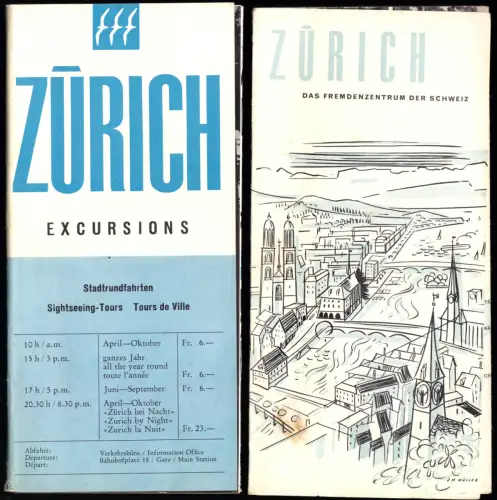 ZÜRICH
EXCURSIONS
Stadtrundfahrten
Sightseeing-Tours Tours de Ville
10 h / a.m. April—Oktober Fr. 6.—
15 h / 3 p.m. ganzes Jahr
all the year round
toute l'année Fr. 6.—
17 h / 5 p.m. Juni—September Fr. 6.—
20.30 h / 8.30 p.m. April—Oktober
«Zürich bei Nacht»
«Zurich by Night»
«Zurich la Nuit» Fr. 23.—
Abfahrt: Verkehrsbüro / Information Office
Departure: Bahnhofplatz 15 / Gare / Main Station
Départ:
ZÜRICH
DAS FREMDENZENTRUM DER SCHWEIZ